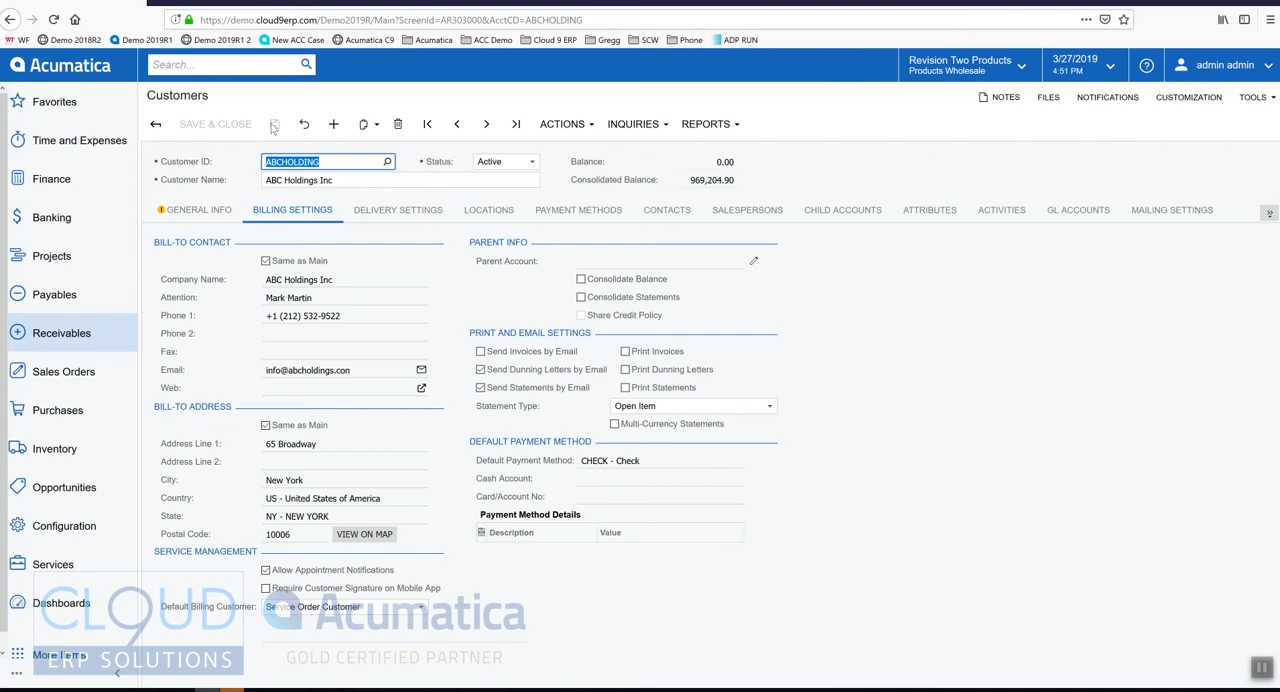 https://demo.cloud9erp.com/Demo2019R/Main?ScreenId=AR303000&AcctCD=ABCHOLDING
WF Demo 2018R2 Demo 2019R1 Demo 2019R1 2 New ACC Case Acumatica C9 Acumatica ACC Demo Cloud 9 ERP Gregg SCW Phone ADP RUN
Acumatica Search... Revision Two Products Products Wholesale 3/27/2019 4:51 PM admin admin
Customers NOTES FILES NOTIFICATIONS CUSTOMIZATION TOOLS
SAVE & CLOSE ACTIONS INQUIRIES REPORTS
Favorites
Time and Expenses
Finance
Banking
Projects
Payables
Receivables
Sales Orders
Purchases
Inventory
Opportunities
Configuration
Services
Dashboards
More Items
Customer ID: ABCHOLDING Status: Active Balance: 0.00
Customer Name: ABC Holdings Inc Consolidated Balance: 969,204.90
GENERAL INFO BILLING SETTINGS DELIVERY SETTINGS LOCATIONS PAYMENT METHODS CONTACTS SALESPERSONS CHILD ACCOUNTS ATTRIBUTES ACTIVITIES GL ACCOUNTS MAILING SETTINGS
BILL-TO CONTACT
Same as Main
Company Name: ABC Holdings Inc
Attention: Mark Martin
Phone 1: +1 (212) 532-9522
Phone 2:
Fax:
Email: info@abcholdings.con
Web:
BILL-TO ADDRESS
Same as Main
Address Line 1: 65 Broadway
Address Line 2:
City: New York
Country: US - United States of America
State: NY - NEW YORK
Postal Code: 10006 VIEW ON MAP
SERVICE MANAGEMENT
Allow Appointment Notifications
Require Customer Signature on Mobile App
Default Billing Customer: Service Order Customer
PARENT INFO
Parent Account:
Consolidate Balance
Consolidate Statements
Share Credit Policy
PRINT AND EMAIL SETTINGS
Send Invoices by Email Print Invoices
Send Dunning Letters by Email Print Dunning Letters
Send Statements by Email Print Statements
Statement Type: Open Item
Multi-Currency Statements
DEFAULT PAYMENT METHOD
Default Payment Method: CHECK - Check
Cash Account:
Card/Account No:
Payment Method Details
Description Value
CLOUD 9
ERP SOLUTIONS
Acumatica
GOLD CERTIFIED PARTNER